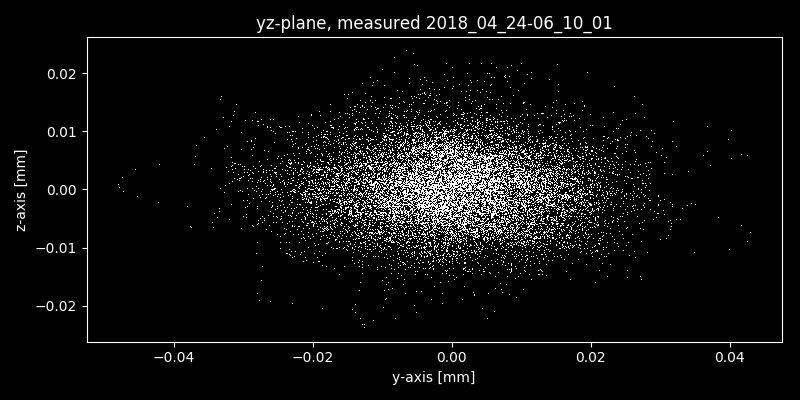 yz-plane, measured 2018_04_24-06_10_01
0.02
0.01
0.00
−0.01
−0.02
z-axis [mm]
−0.04 −0.02 0.00 0.02 0.04
y-axis [mm]